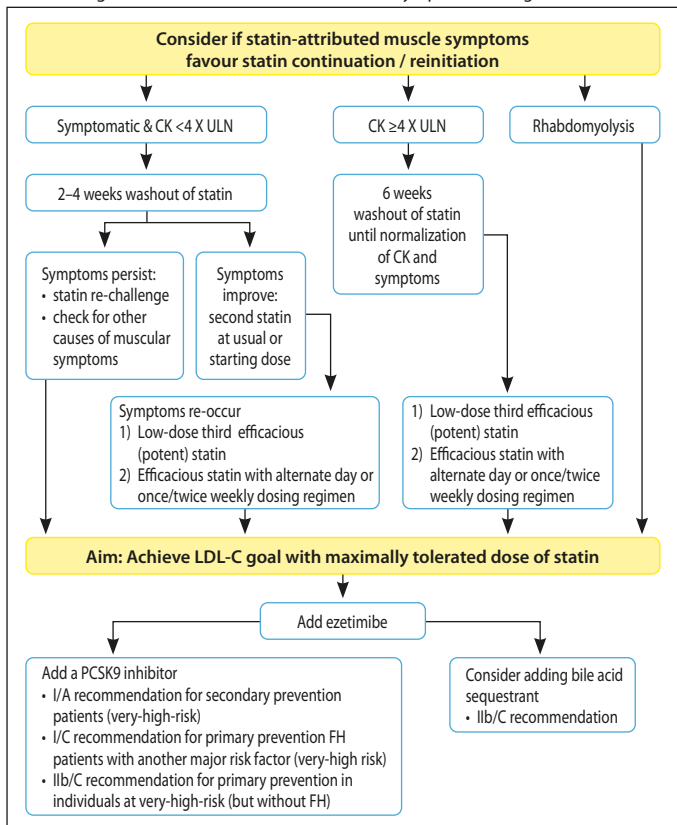 Consider if statin-attributed muscle symptoms
favour statin continuation / reinitiation
Symptomatic & CK <4 X ULN
CK ≥4 X ULN
Rhabdomyolysis
2–4 weeks washout of statin
6 weeks
washout of statin
until normalization
of CK and
symptoms
Symptoms persist:
• statin re-challenge
• check for other
causes of muscular
symptoms
Symptoms
improve:
second statin
at usual or
starting dose
Symptoms re-occur
1) Low-dose third efficacious
(potent) statin
2) Efficacious statin with alternate day or
once/twice weekly dosing regimen
1) Low-dose third efficacious
(potent) statin
2) Efficacious statin with
alternate day or once/twice
weekly dosing regimen
Aim: Achieve LDL-C goal with maximally tolerated dose of statin
Add ezetimibe
Add a PCSK9 inhibitor
• I/A recommendation for secondary prevention
patients (very-high-risk)
• I/C recommendation for primary prevention FH
patients with another major risk factor (very-high risk)
• IIb/C recommendation for primary prevention in
individuals at very-high-risk (but without FH)
Consider adding bile acid
sequestrant
• IIb/C recommendation